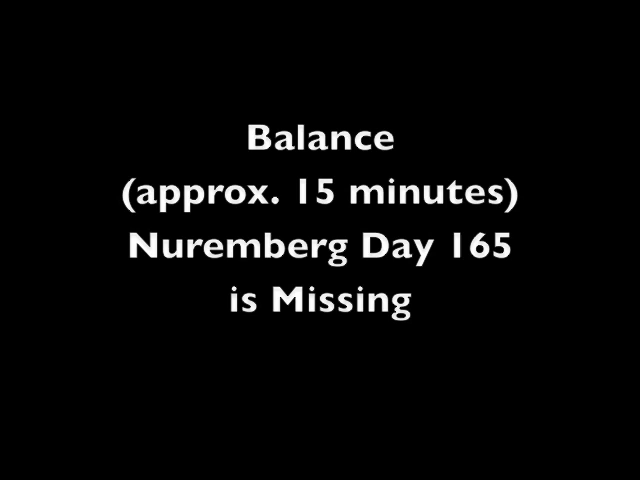 Balance
(approx. 15 minutes)
Nuremberg Day 165
is Missing